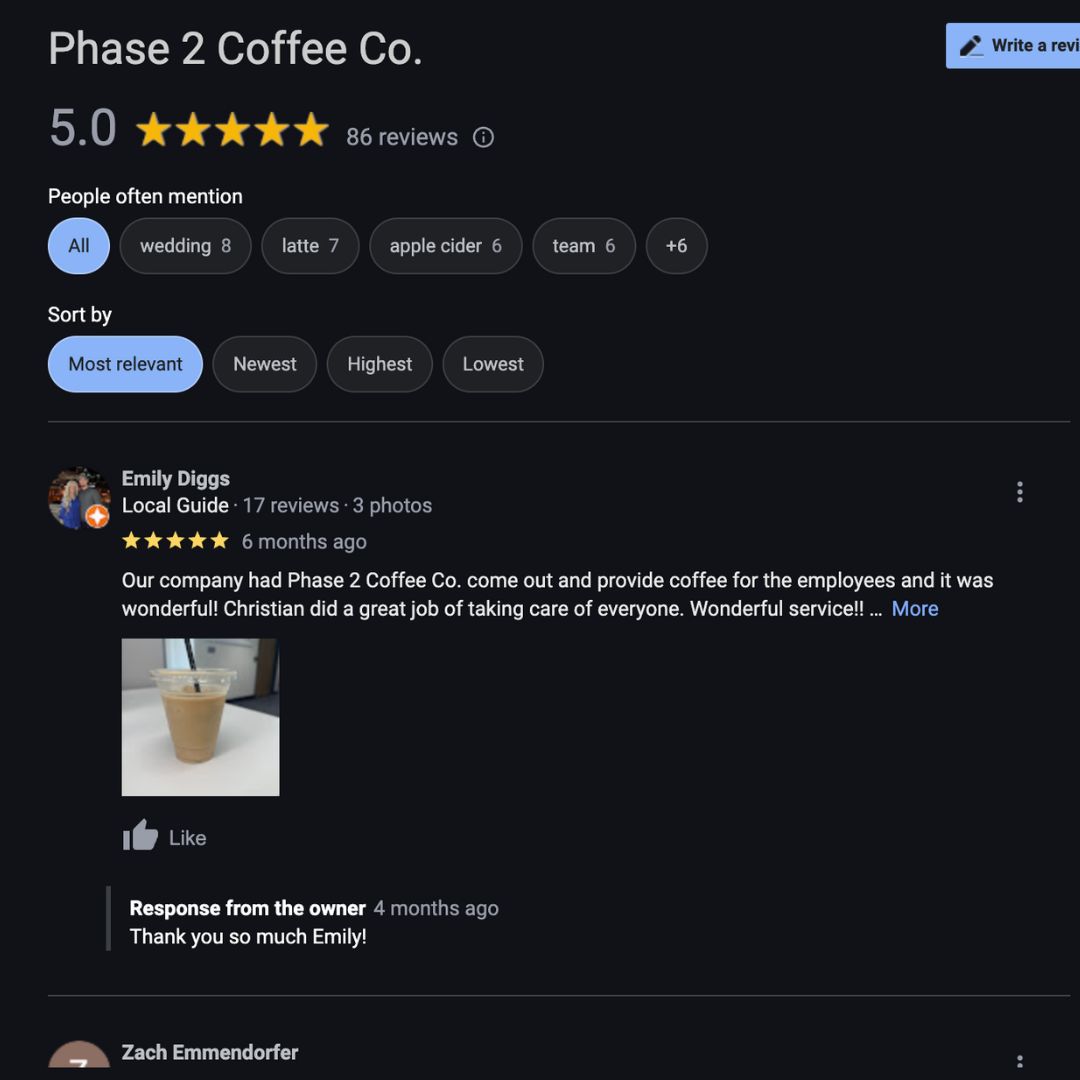 Phase 2 Coffee Co.
Write a revi
5.0 86 reviews
People often mention
All wedding 8 latte 7 apple cider 6 team 6 +6
Sort by
Most relevant Newest Highest Lowest
Emily Diggs
Local Guide · 17 reviews · 3 photos
6 months ago
Our company had Phase 2 Coffee Co. come out and provide coffee for the employees and it was
wonderful! Christian did a great job of taking care of everyone. Wonderful service!! … More
Like
Response from the owner 4 months ago
Thank you so much Emily!
Zach Emmendorfer